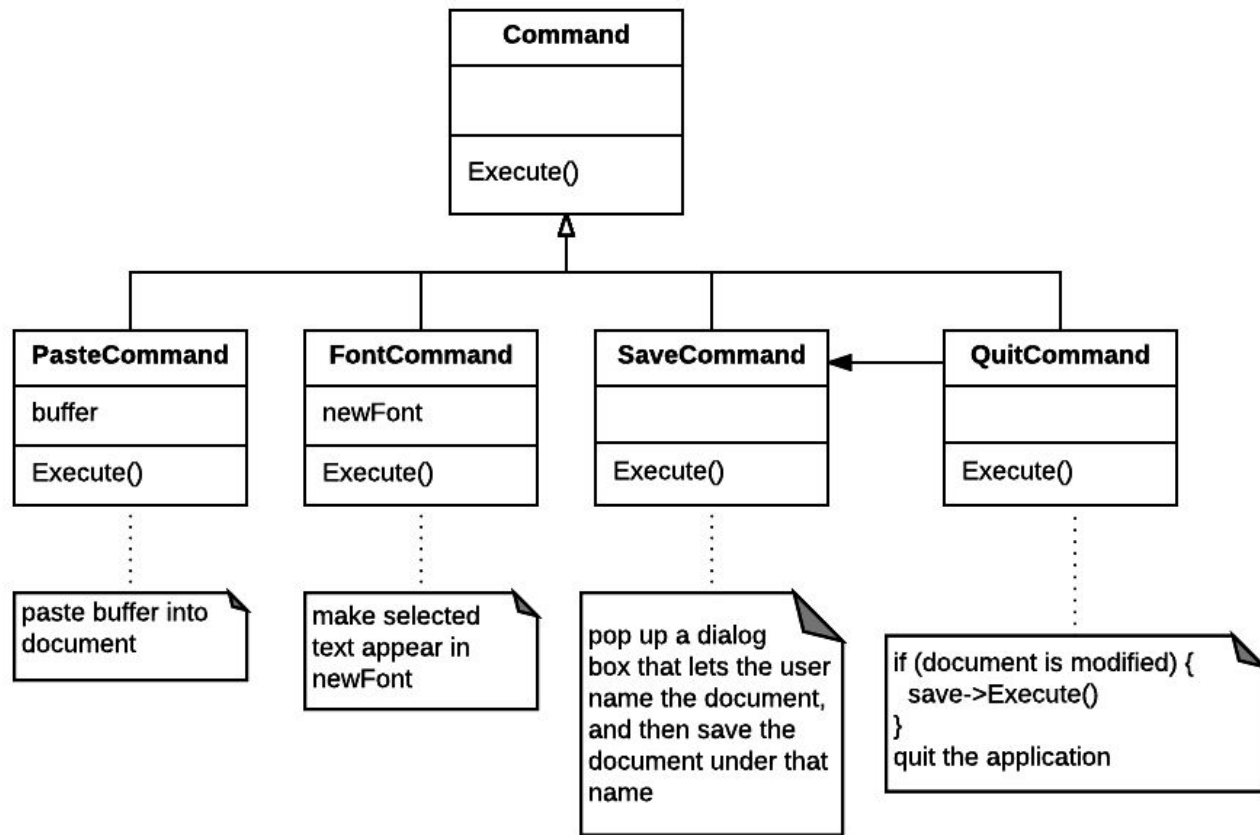 Command
Execute()
PasteCommand
buffer
Execute()
FontCommand
newFont
Execute()
SaveCommand
Execute()
QuitCommand
Execute()
paste buffer into
document
make selected
text appear in
newFont
pop up a dialog
box that lets the user
name the document,
and then save the
document under that
name
if (document is modified) {
save->Execute()
}
quit the application